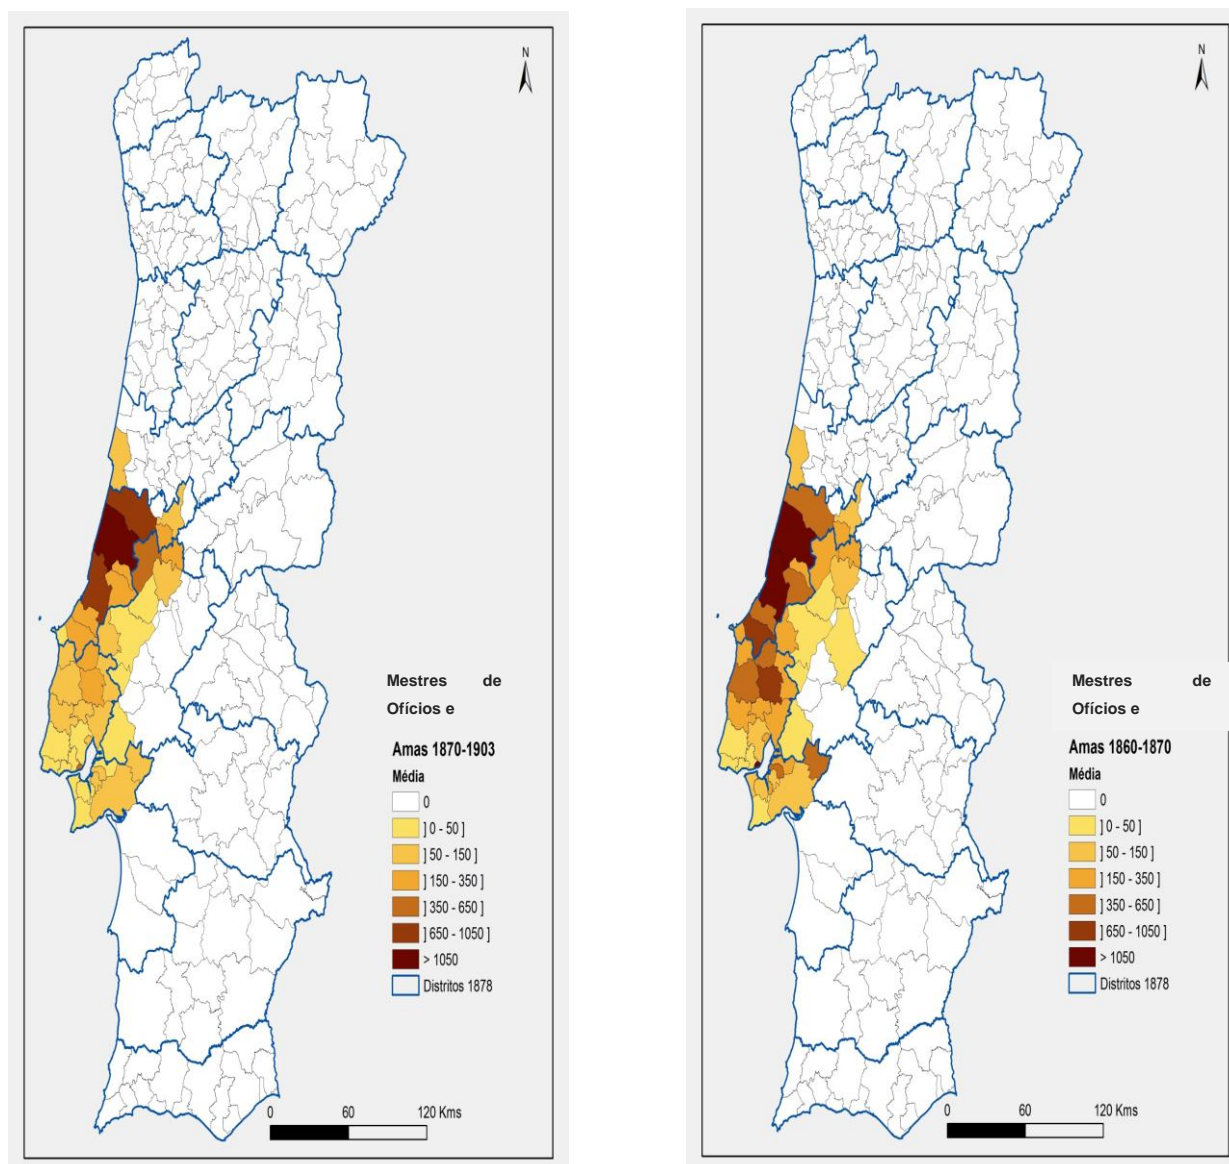 N
Mestres de
Ofícios e
Amas 1870-1903
Média
0
] 0 - 50 ]
] 50 - 150 ]
] 150 - 350 ]
] 350 - 650 ]
] 650 - 1050 ]
> 1050
Distritos 1878
0 60 120 Kms
N
Mestres de
Ofícios e
Amas 1860-1870
Média
0
] 0 - 50 ]
] 50 - 150 ]
] 150 - 350 ]
] 350 - 650 ]
] 650 - 1050 ]
> 1050
Distritos 1878
0 60 120 Kms